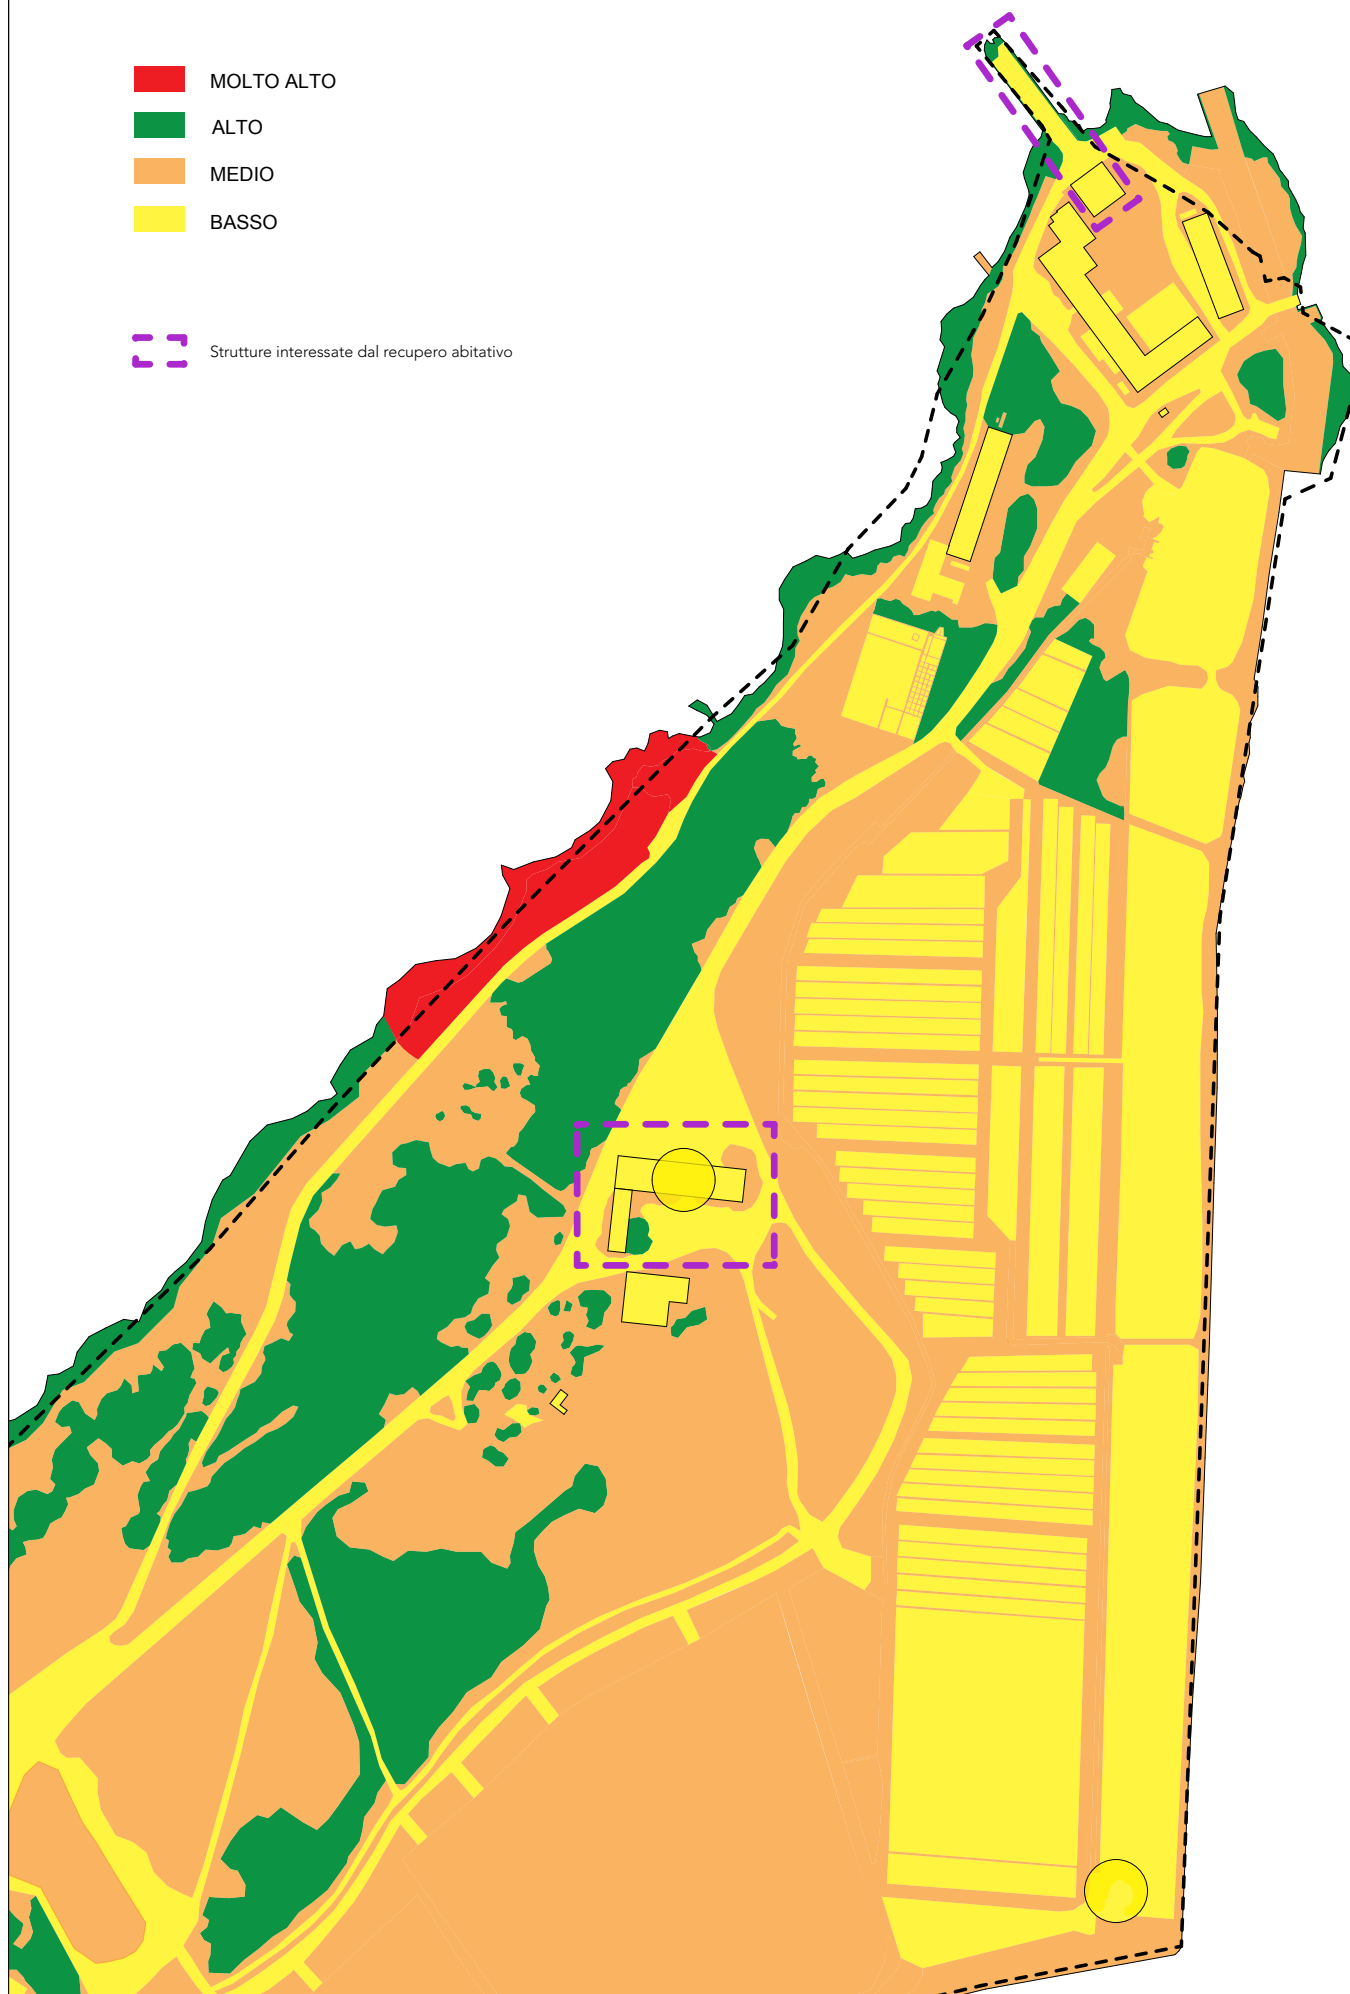 MOLTO ALTO
ALTO
MEDIO
BASSO
Strutture interessate dal recupero abitativo